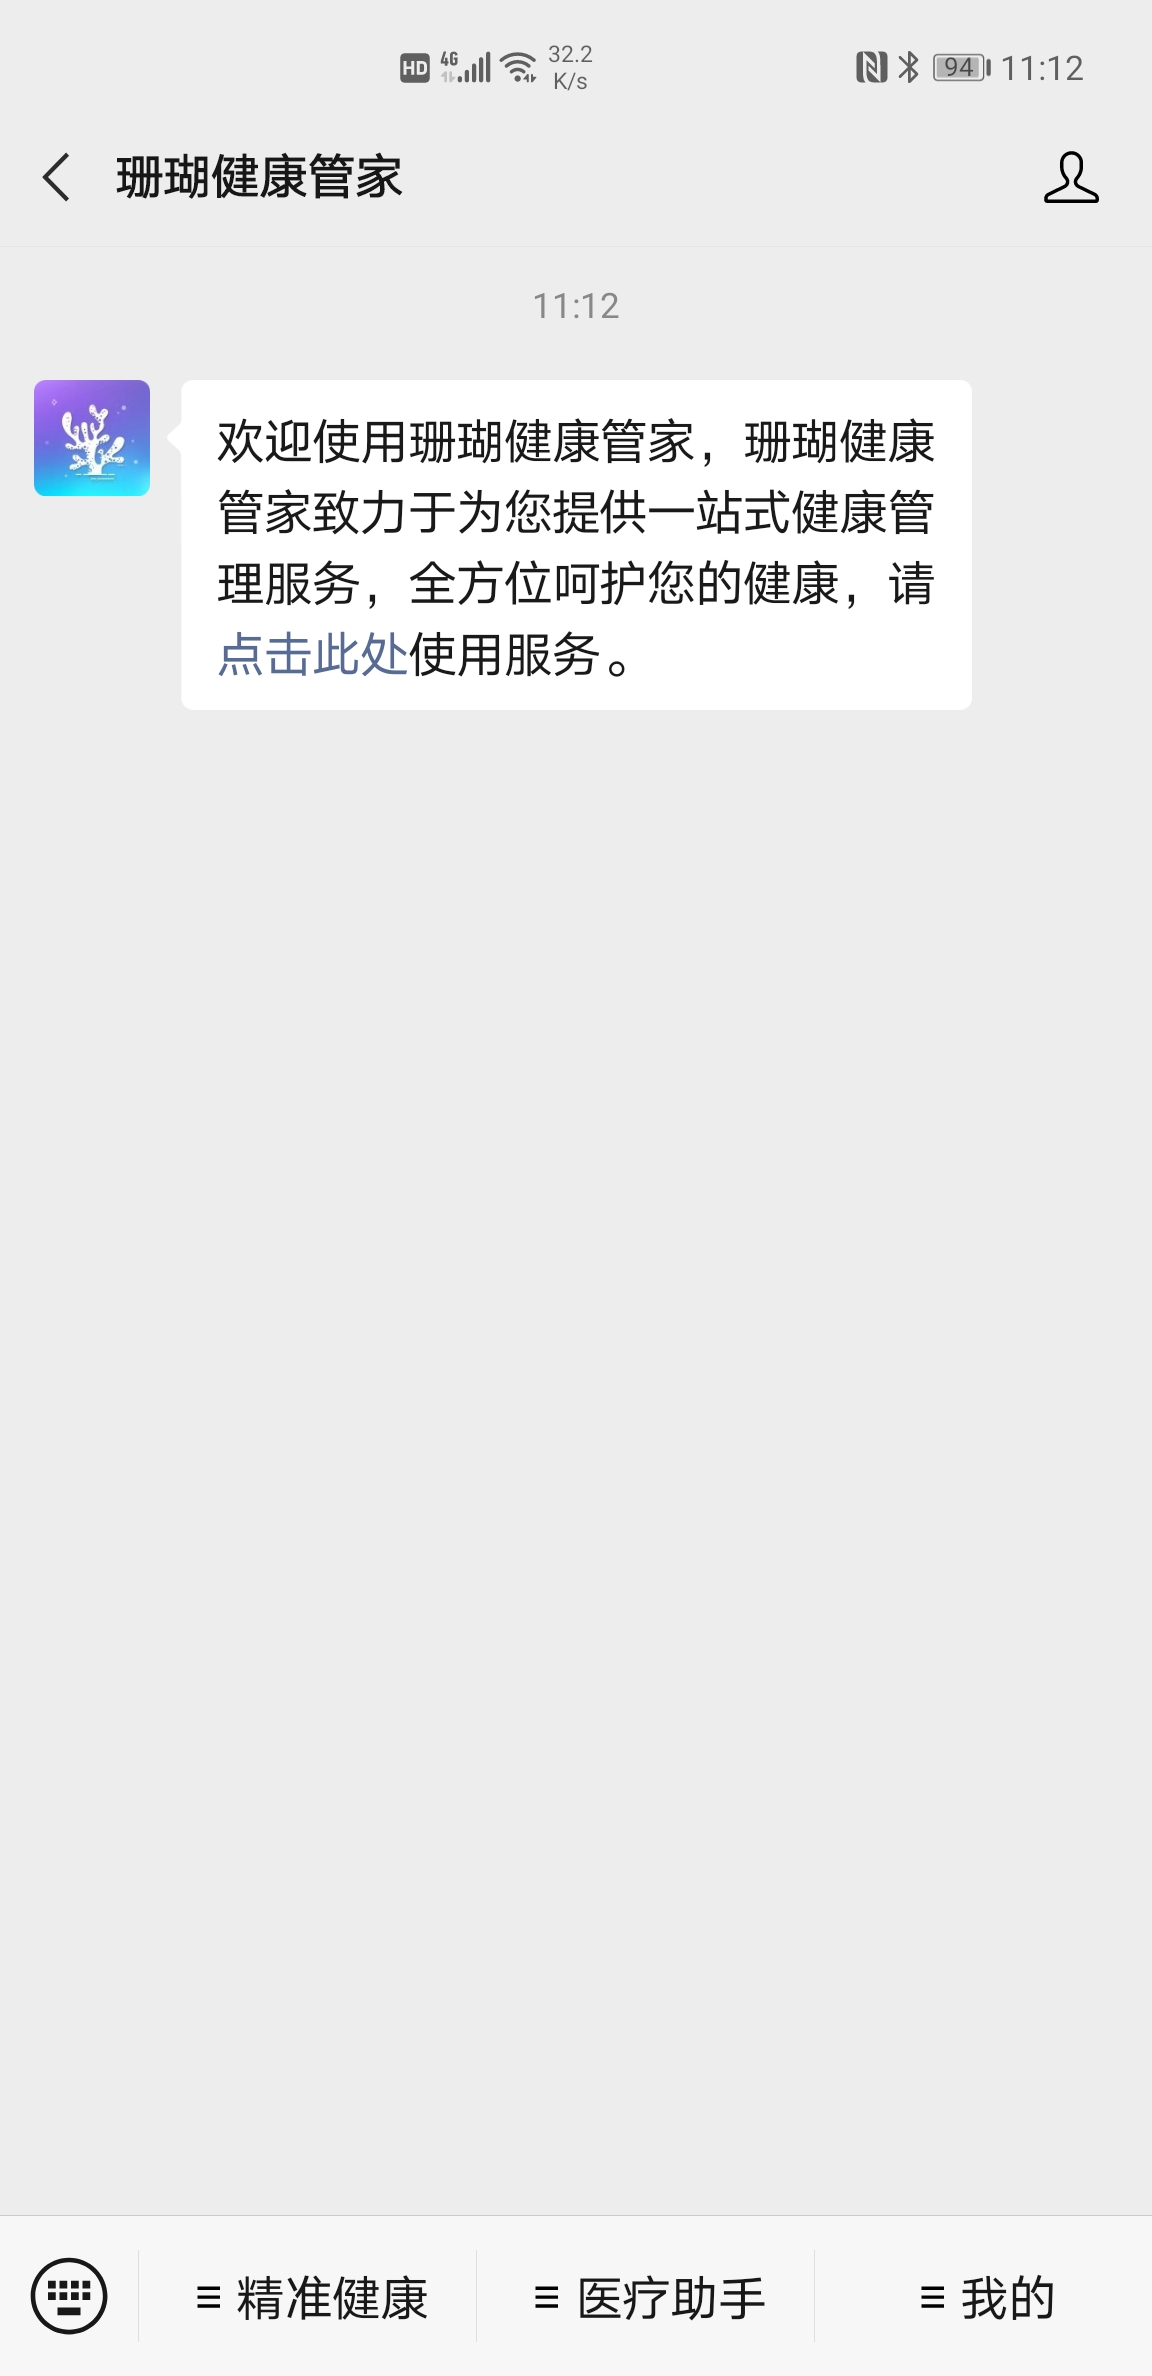 HD 4G 32.2 K/s 94 11:12
珊瑚健康管家
11:12
欢迎使用珊瑚健康管家，珊瑚健康
管家致力于为您提供一站式健康管
理服务，全方位呵护您的健康，请
点击此处使用服务。
精准健康 医疗助手 我的